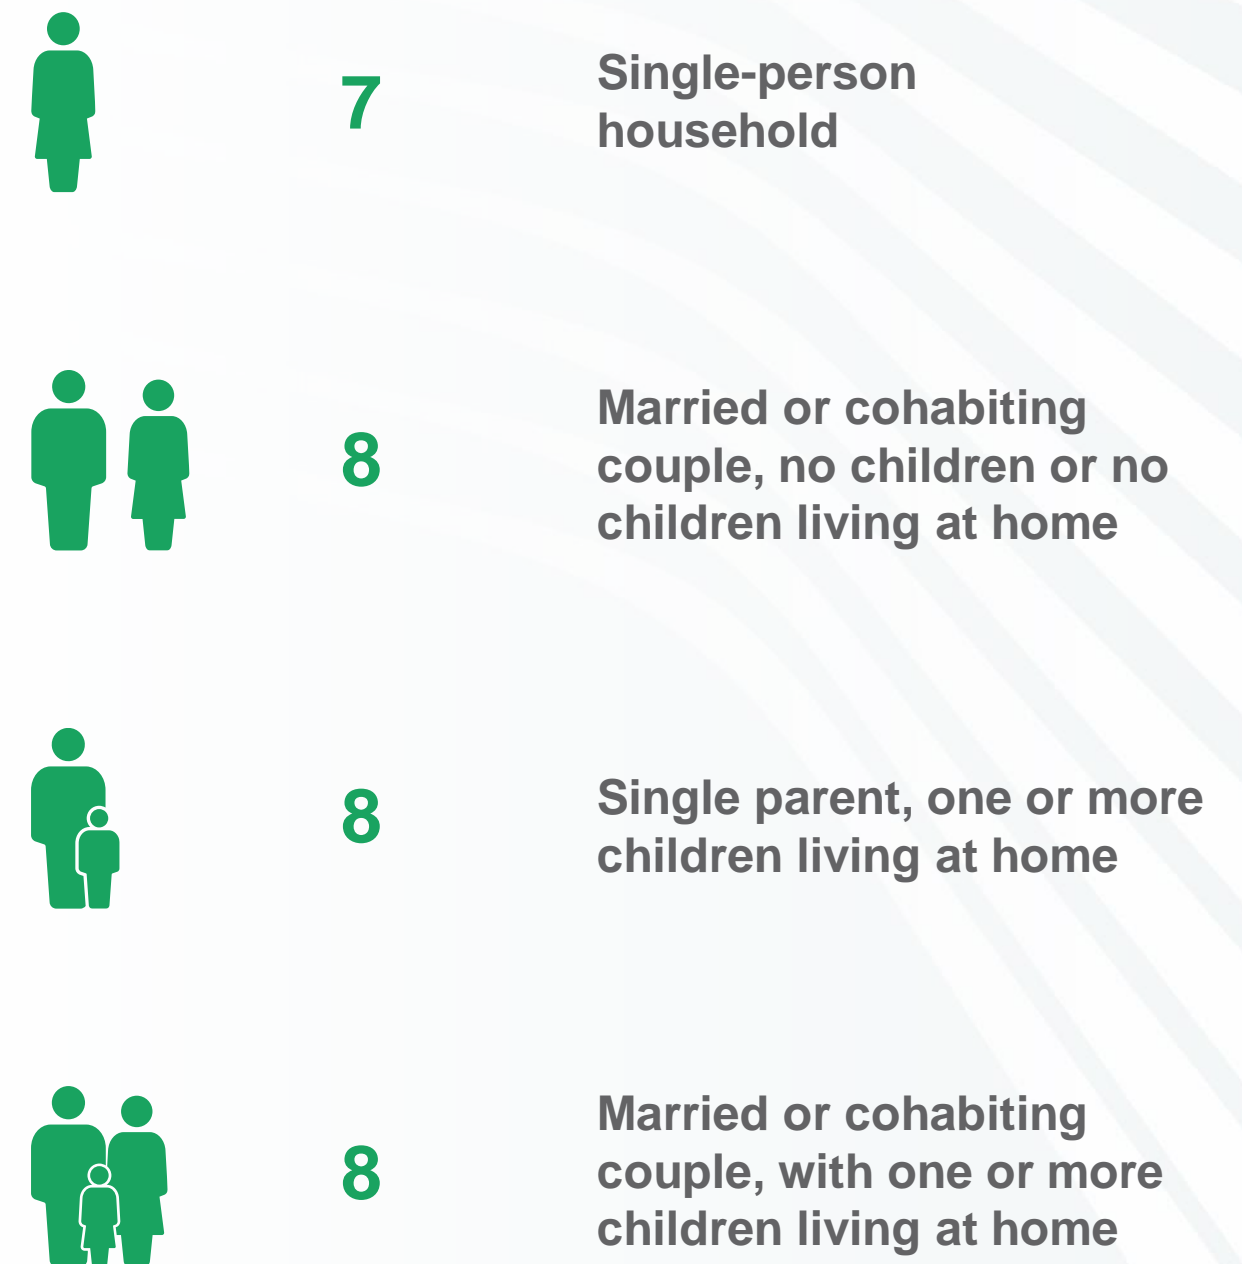 7
Single-person
household
8
Married or cohabiting
couple, no children or no
children living at home
8
Single parent, one or more
children living at home
8
Married or cohabiting
couple, with one or more
children living at home